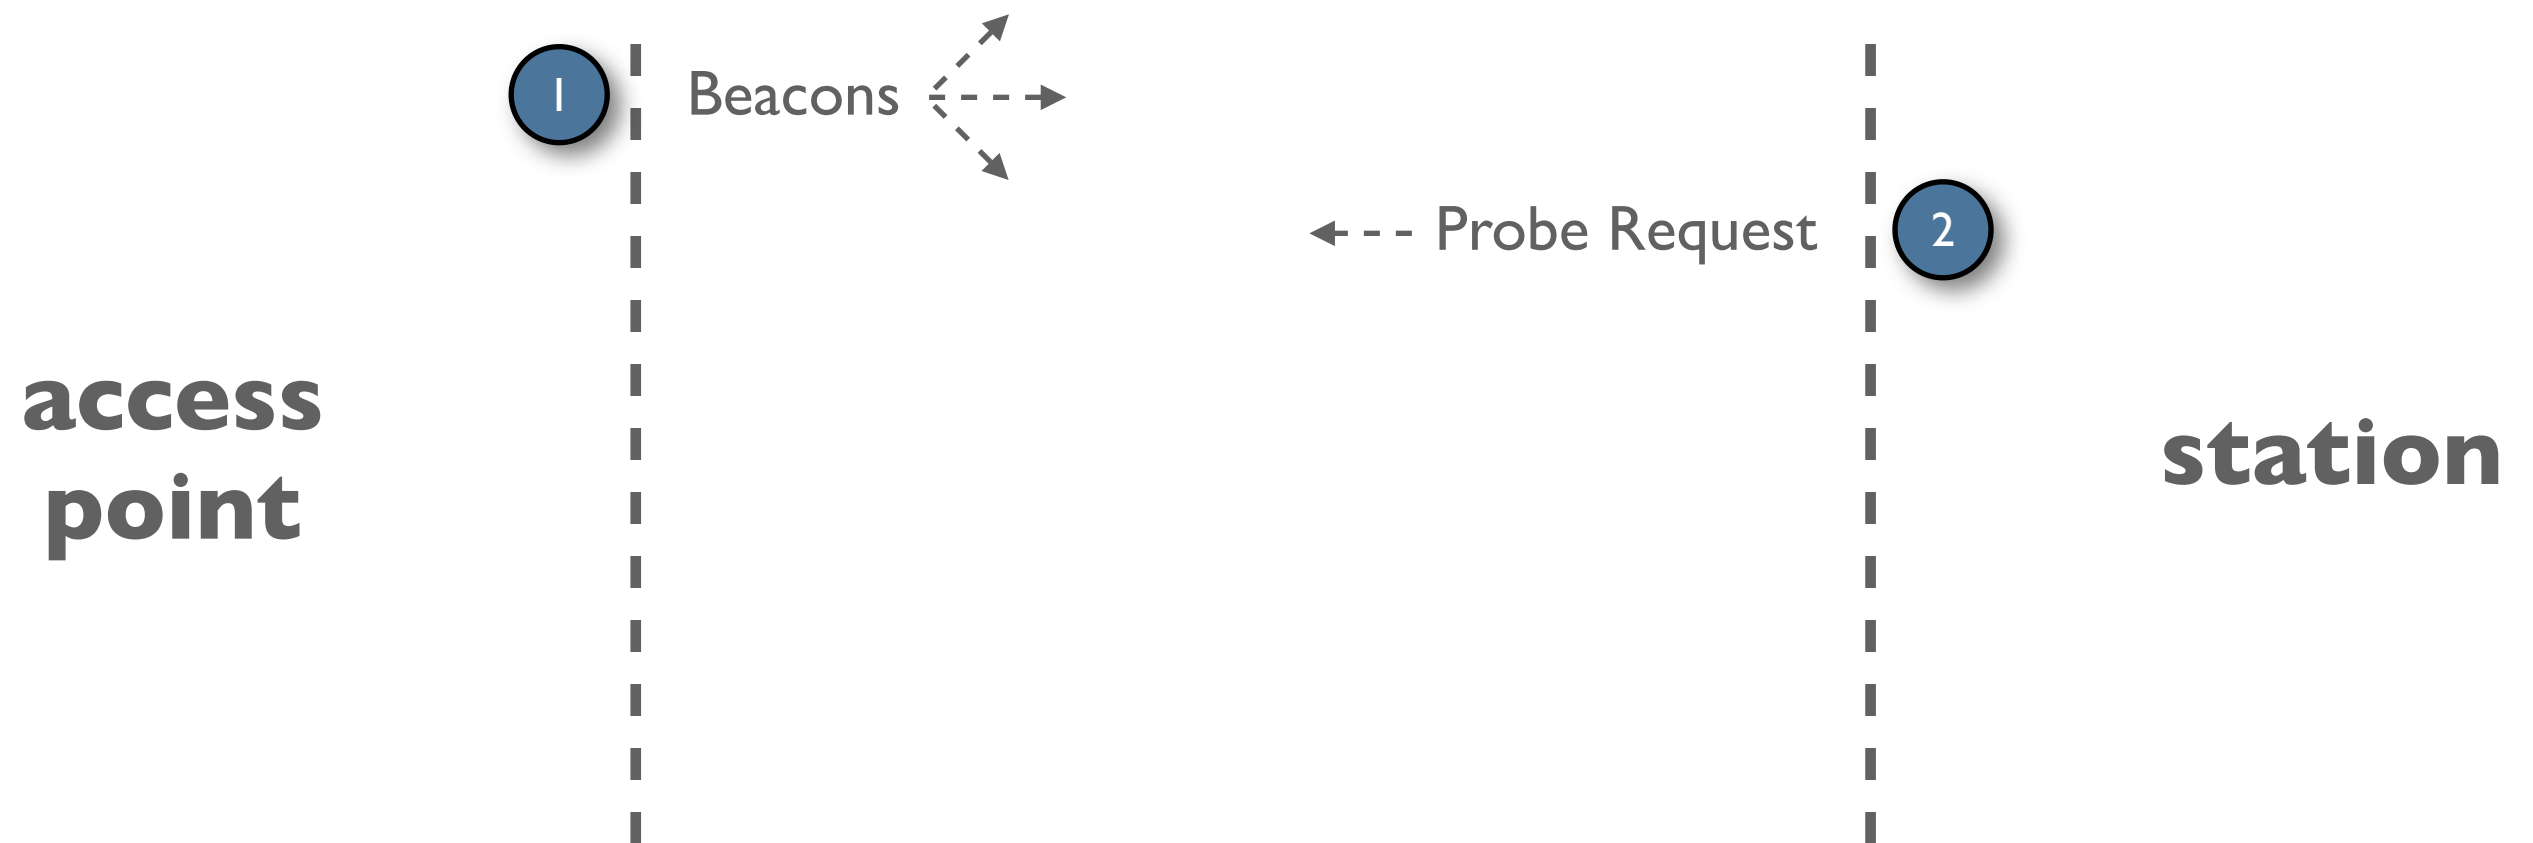 1
Beacons
2
Probe Request
access
point
station